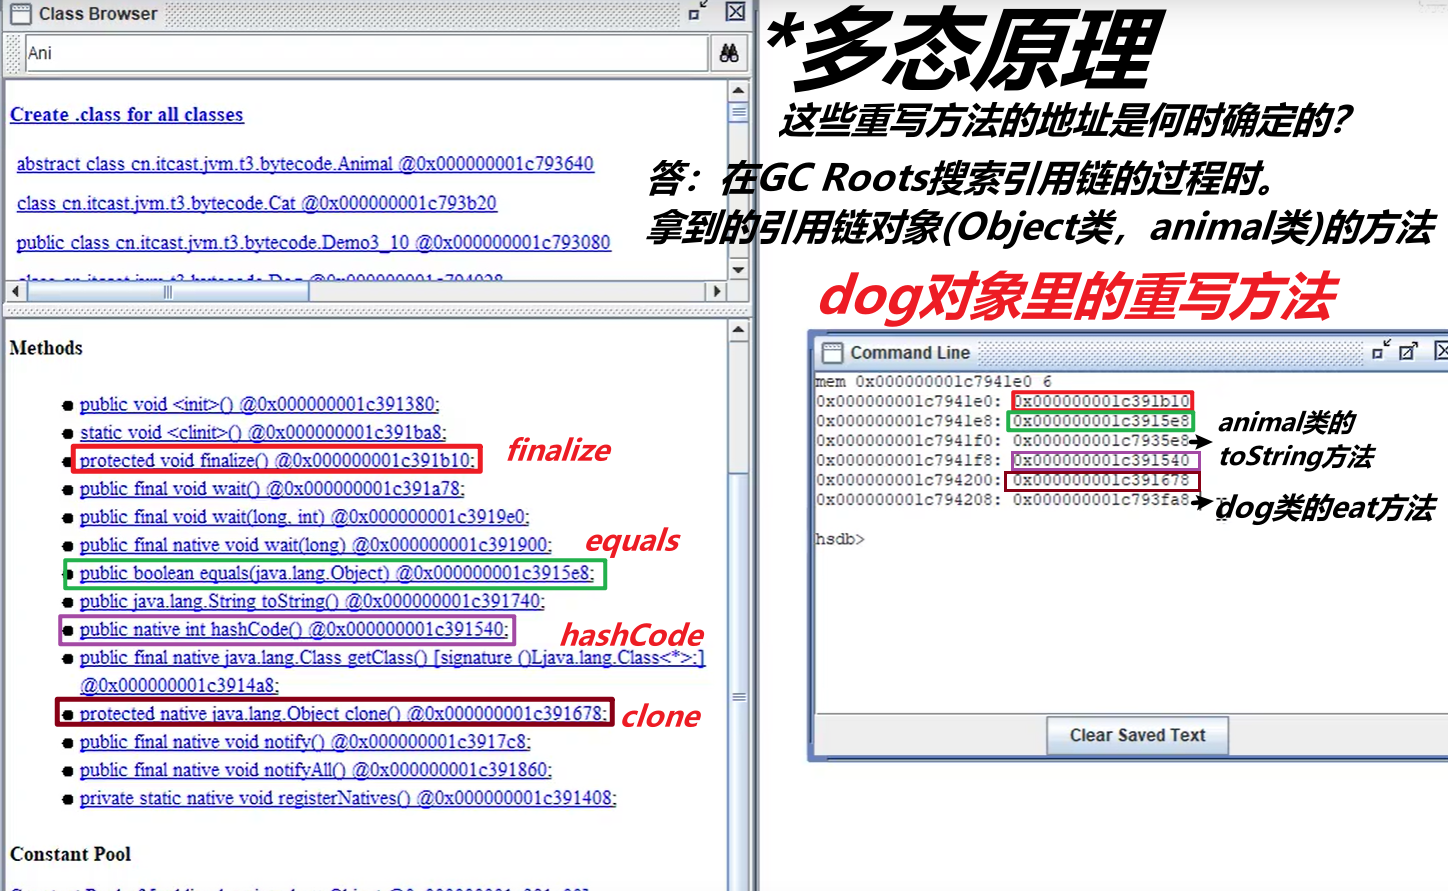 Class Browser
Ani
Create .class for all classes
abstract class cn.itcast.jvm.t3.bytecode.Animal @0x000000001c793640
class cn.itcast.jvm.t3.bytecode.Cat @0x000000001c793b20
public class cn.itcast.jvm.t3.bytecode.Demo3_10 @0x000000001c793080
Methods
public void <init>() @0x000000001c391380;
static void <clinit>() @0x000000001c391ba8;
protected void finalize() @0x000000001c391b10;
finalize
public final void wait() @0x000000001c391a78;
public final void wait(long, int) @0x000000001c3919e0;
public final native void wait(long) @0x000000001c391900;
equals
public boolean equals(java.lang.Object) @0x000000001c3915e8;
public java.lang.String toString() @0x000000001c391740;
public native int hashCode() @0x000000001c391540;
hashCode
public final native java.lang.Class getClass() [signature ()Ljava.lang.Class<*>;]
@0x000000001c3914a8;
protected native java.lang.Object clone() @0x000000001c391678;
clone
public final native void notify() @0x000000001c3917c8;
public final native void notifyAll() @0x000000001c391860;
private static native void registerNatives() @0x000000001c391408;
Constant Pool
*多态原理
这些重写方法的地址是何时确定的？
答：在GC Roots搜索引用链的过程时。
拿到的引用链对象(Object类，animal类)的方法
dog对象里的重写方法
Command Line
mem 0x000000001c7941e0 6
0x000000001c7941e0: 0x000000001c391b10
0x000000001c7941e8: 0x000000001c3915e8
0x000000001c7941f0: 0x000000001c7935e8
0x000000001c7941f8: 0x000000001c391540
0x000000001c794200: 0x000000001c391678
0x000000001c794208: 0x000000001c793fa8
animal类的
toString方法
dog类的eat方法
hsdb>
Clear Saved Text